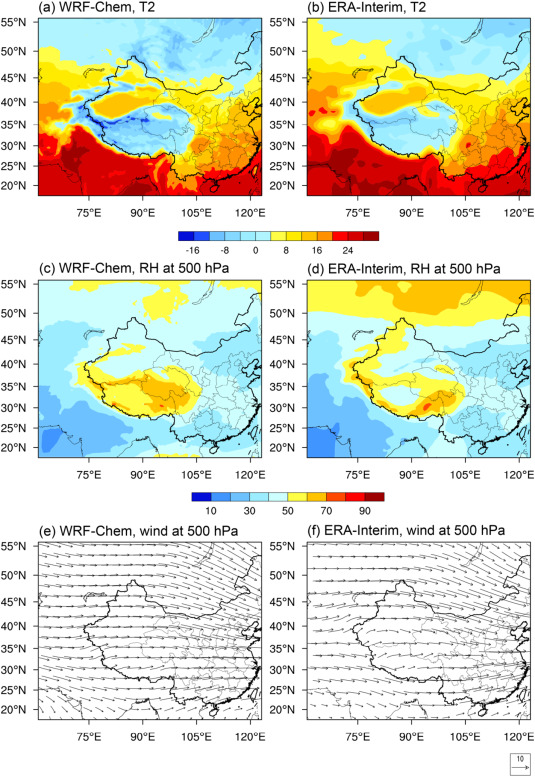 (a) WRF-Chem, T2
(b) ERA-Interim, T2
55°N
50°N
45°N
40°N
35°N
30°N
25°N
20°N
75°E 90°E 105°E 120°E
55°N
50°N
45°N
40°N
35°N
30°N
25°N
20°N
75°E 90°E 105°E 120°E
-16 -8 0 8 16 24
(c) WRF-Chem, RH at 500 hPa
(d) ERA-Interim, RH at 500 hPa
55°N
50°N
45°N
40°N
35°N
30°N
25°N
20°N
75°E 90°E 105°E 120°E
55°N
50°N
45°N
40°N
35°N
30°N
25°N
20°N
75°E 90°E 105°E 120°E
10 30 50 70 90
(e) WRF-Chem, wind at 500 hPa
(f) ERA-Interim, wind at 500 hPa
55°N
50°N
45°N
40°N
35°N
30°N
25°N
20°N
75°E 90°E 105°E 120°E
55°N
50°N
45°N
40°N
35°N
30°N
25°N
20°N
75°E 90°E 105°E 120°E
10